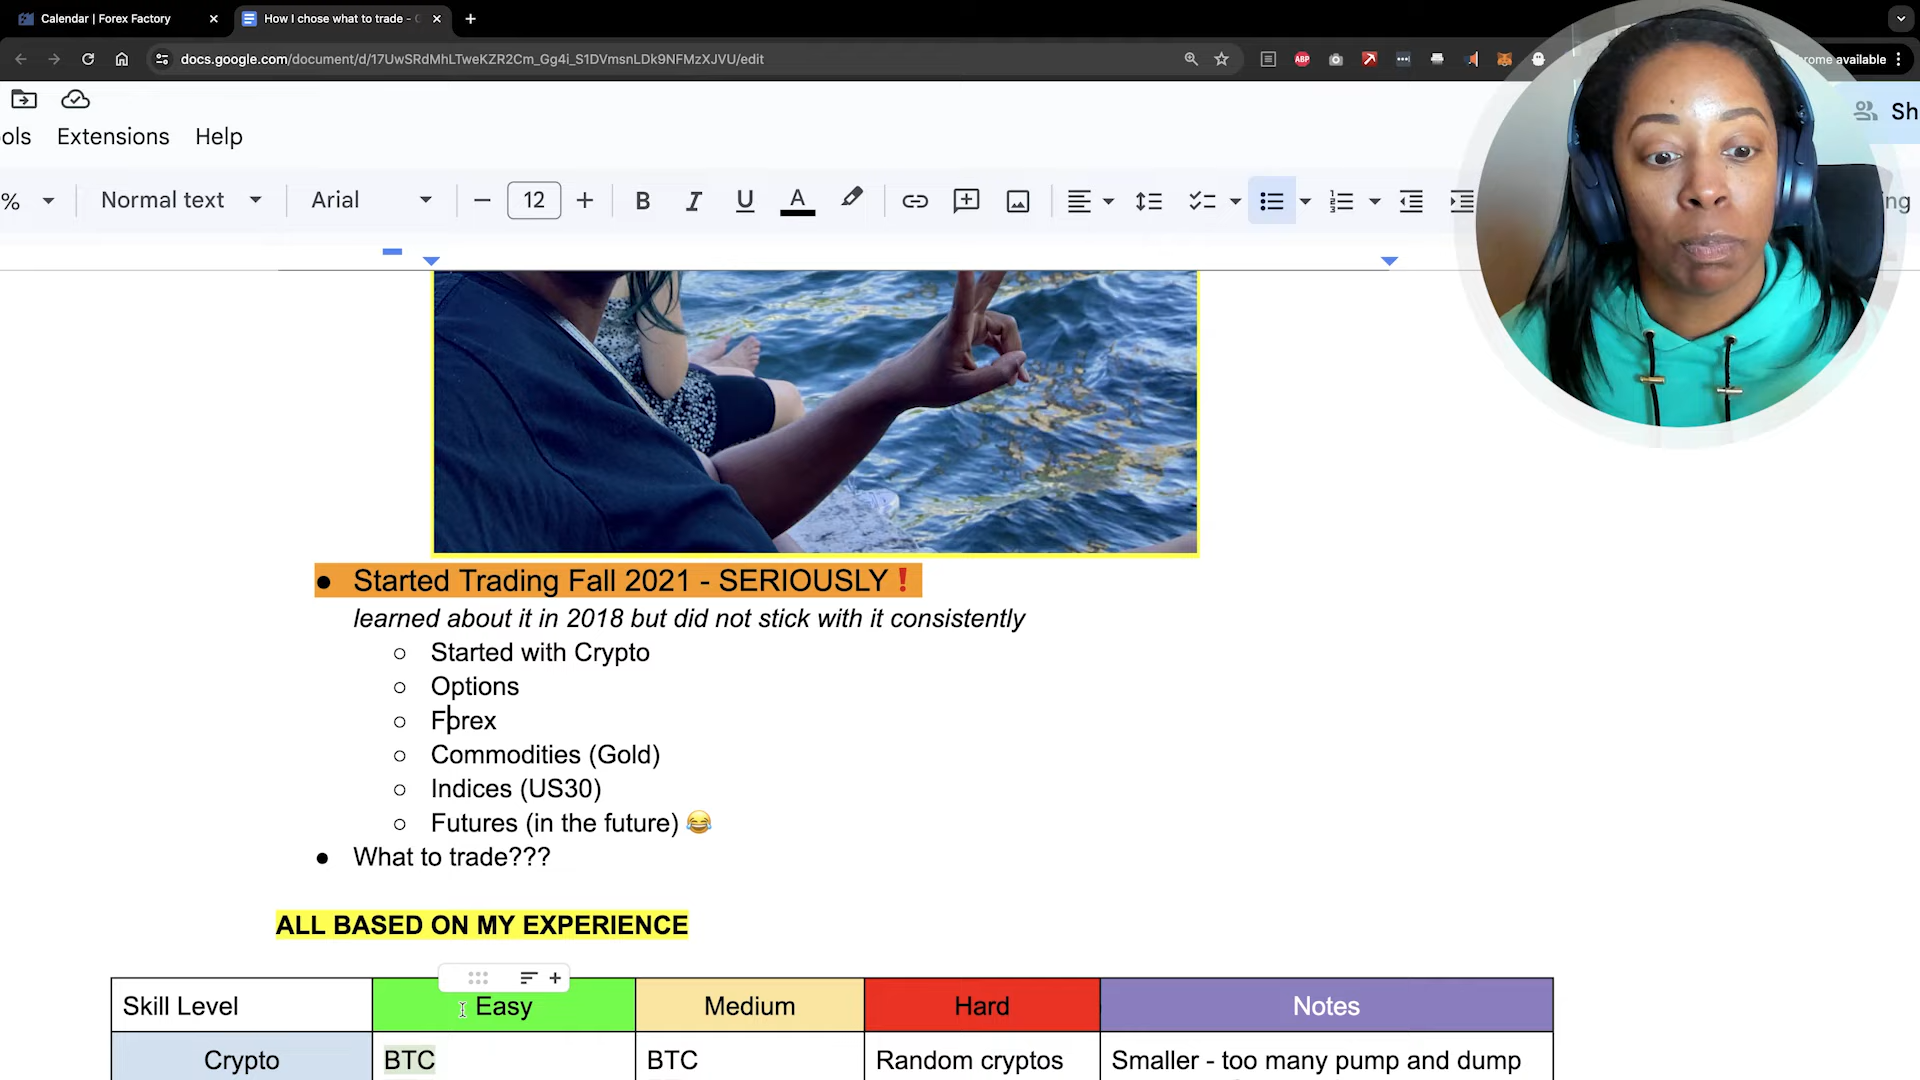 Calendar | Forex Factory
How I chose what to trade -
docs.google.com/document/d/17UwSRdMhLTweKZR2Cm_Gg4i_S1DVmsnLDk9NFMzXJVU/edit
ABP
rome available
Sh
ols Extensions Help
% Normal text Arial 12 B I U A
ng
● Started Trading Fall 2021 - SERIOUSLY❗
learned about it in 2018 but did not stick with it consistently
○ Started with Crypto
○ Options
○ Forex
○ Commodities (Gold)
○ Indices (US30)
○ Futures (in the future) 😂
● What to trade???
ALL BASED ON MY EXPERIENCE
Skill Level Easy Medium Hard Notes
Crypto BTC BTC Random cryptos Smaller - too many pump and dump